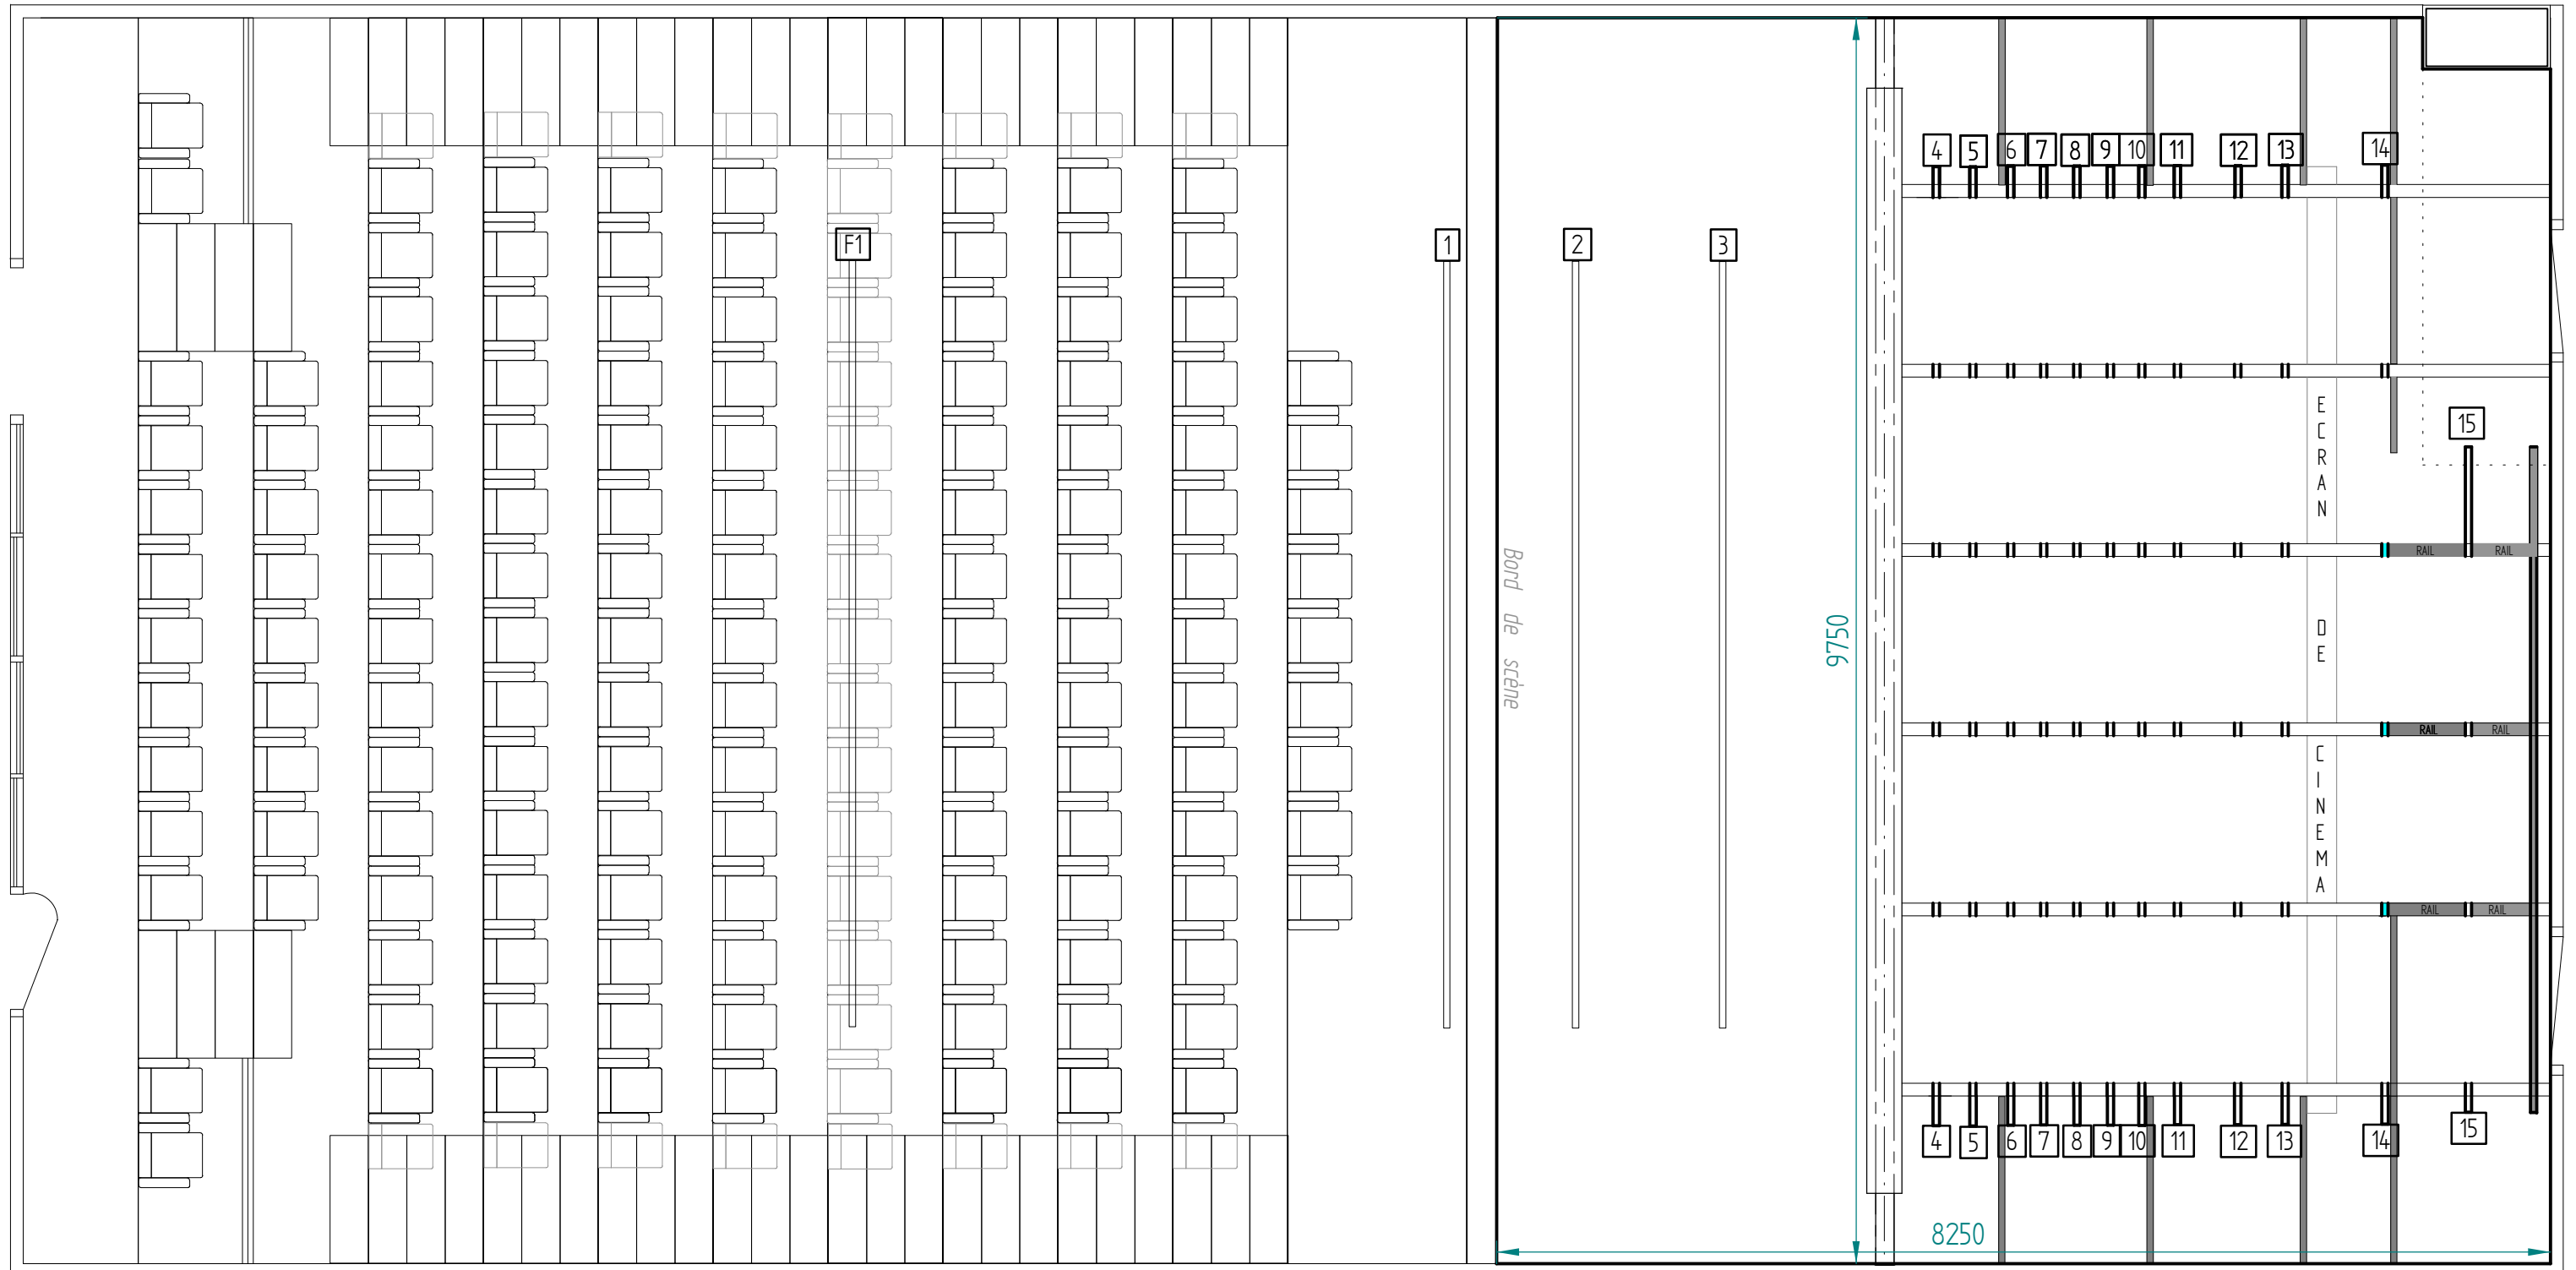 4 5 6 7 8 9 10 11 12 13 14
F1 1 2 3
15
ECRAN DE CINEMA
Bord de scène
9750
RAIL RAIL
RAIL RAIL
RAIL RAIL
4 5 6 7 8 9 10 11 12 13 14 15
8250